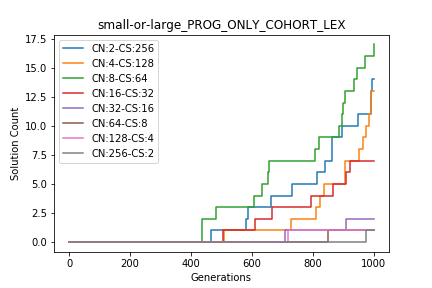 small-or-large_PROG_ONLY_COHORT_LEX
17.5
15.0
12.5
10.0
7.5
5.0
2.5
0.0
Solution Count
CN:2-CS:256
CN:4-CS:128
CN:8-CS:64
CN:16-CS:32
CN:32-CS:16
CN:64-CS:8
CN:128-CS:4
CN:256-CS:2
0 200 400 600 800 1000
Generations